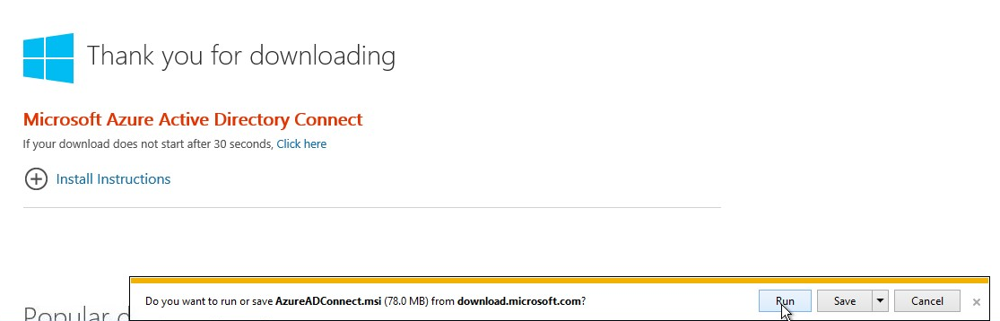 Thank you for downloading
Microsoft Azure Active Directory Connect
If your download does not start after 30 seconds, Click here
Install Instructions
Popular d
Do you want to run or save AzureADConnect.msi (78.0 MB) from download.microsoft.com?
Run
Save
Cancel